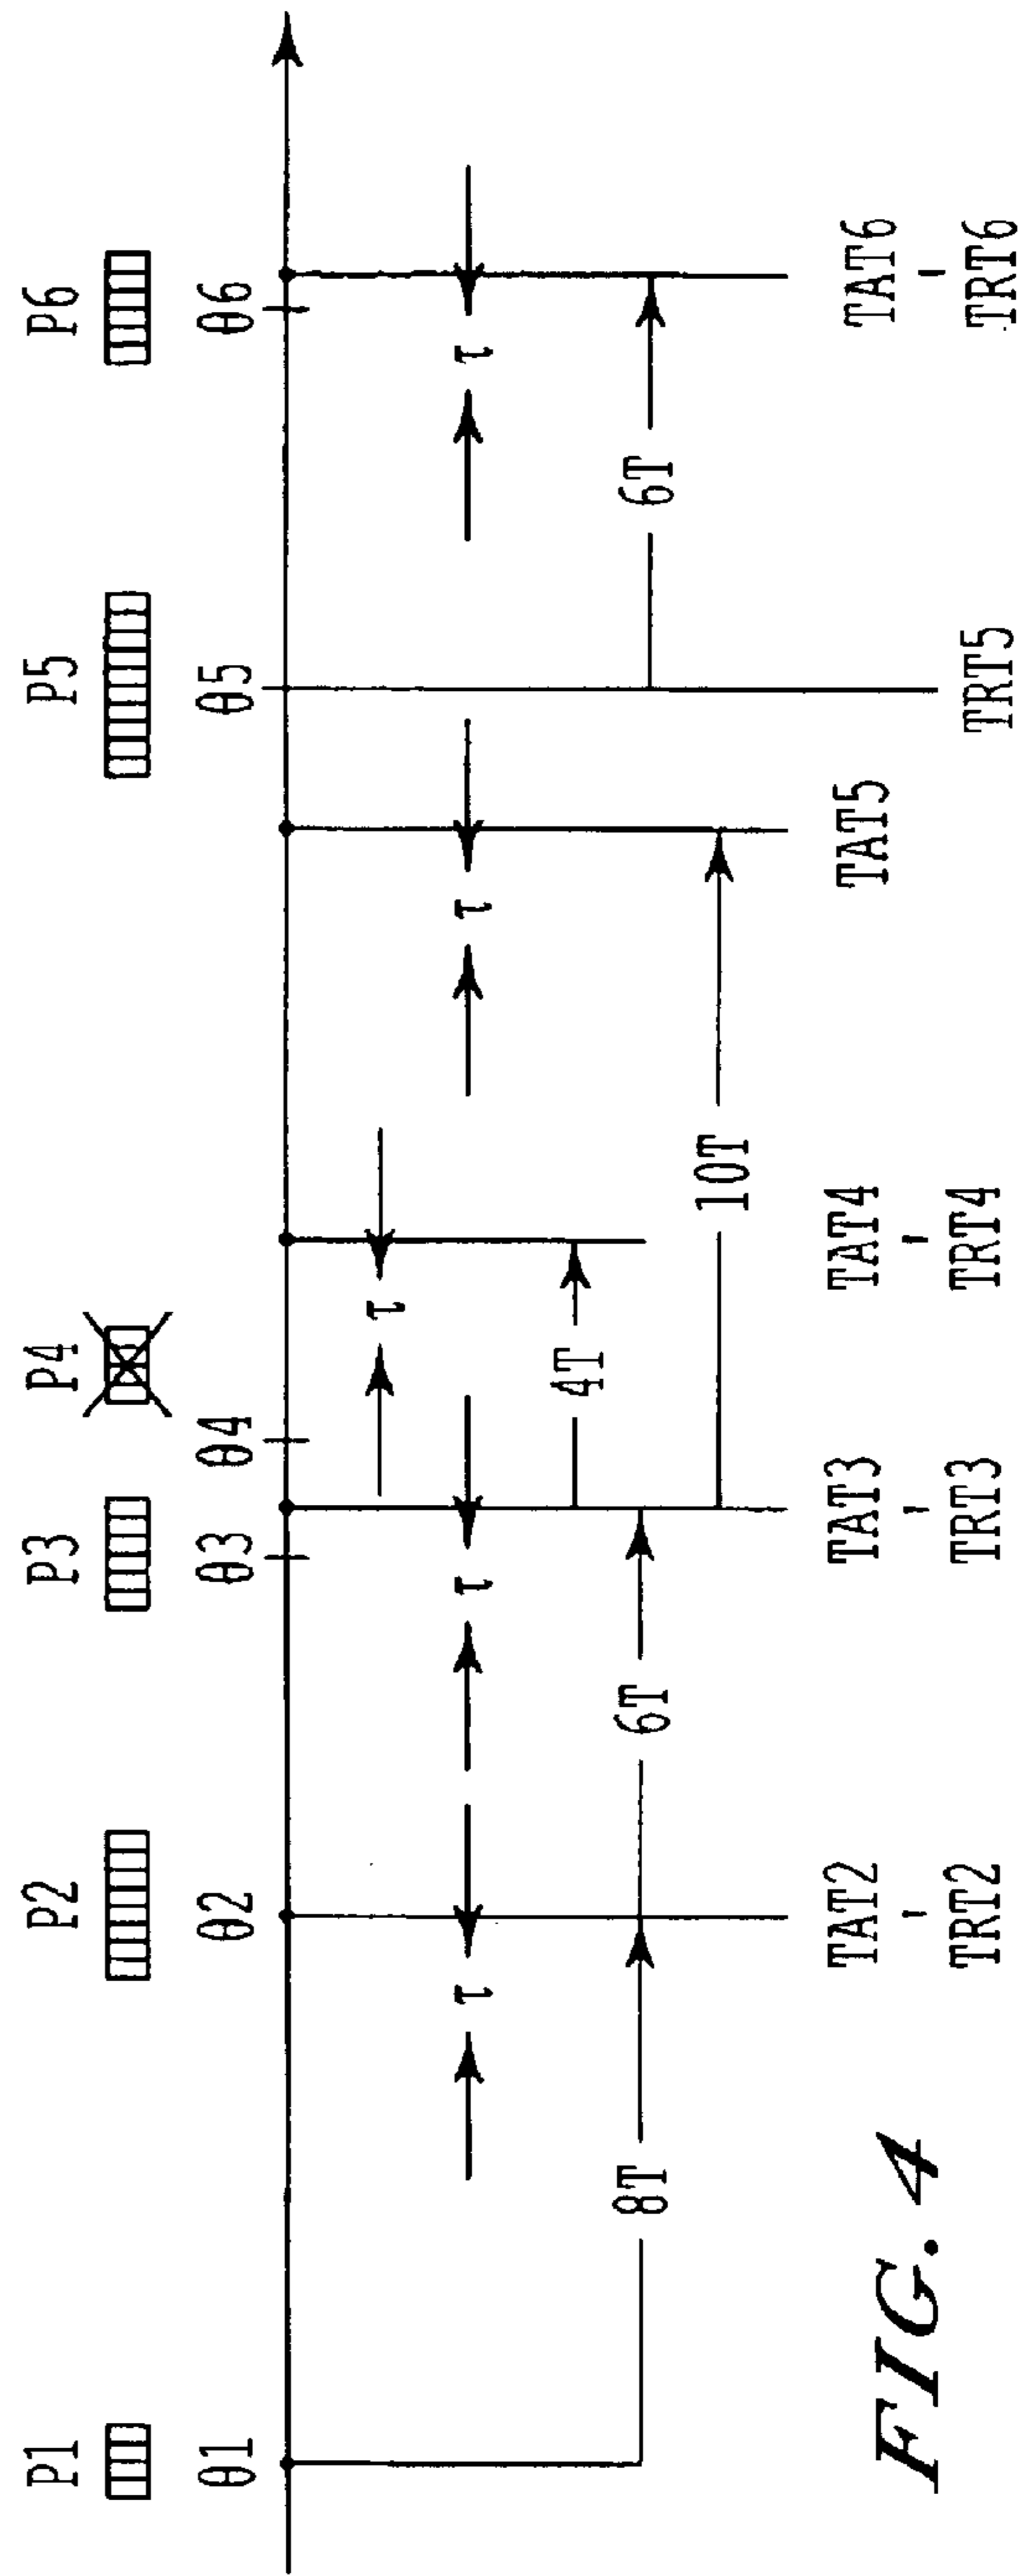 P1 P2 P3 P4 P5 P6
θ1 θ2 θ3 θ4 θ5 θ6
τ
τ τ τ τ
4T
8T 6T 6T
10T
TAT2, TAT3, TAT4, TAT5 TAT6,
TRT2 TRT3 TRT4 TRT5 TRT6
FIG. 4